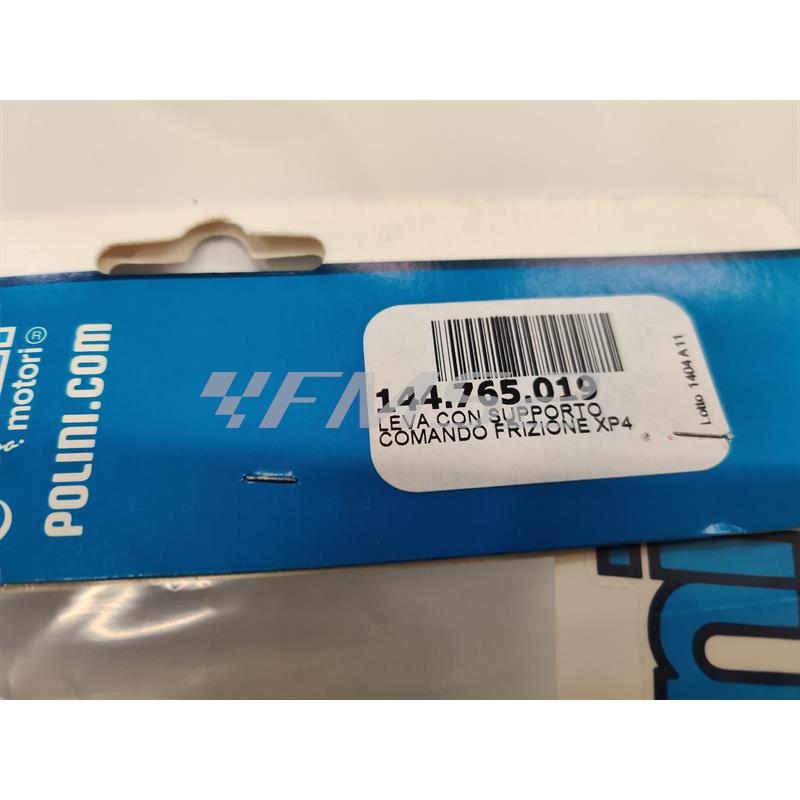 144.765.019
LEVA CON SUPPORTO
COMANDO FRIZIONE XP4
Lotto 1404A11
motori®
POLINI.com